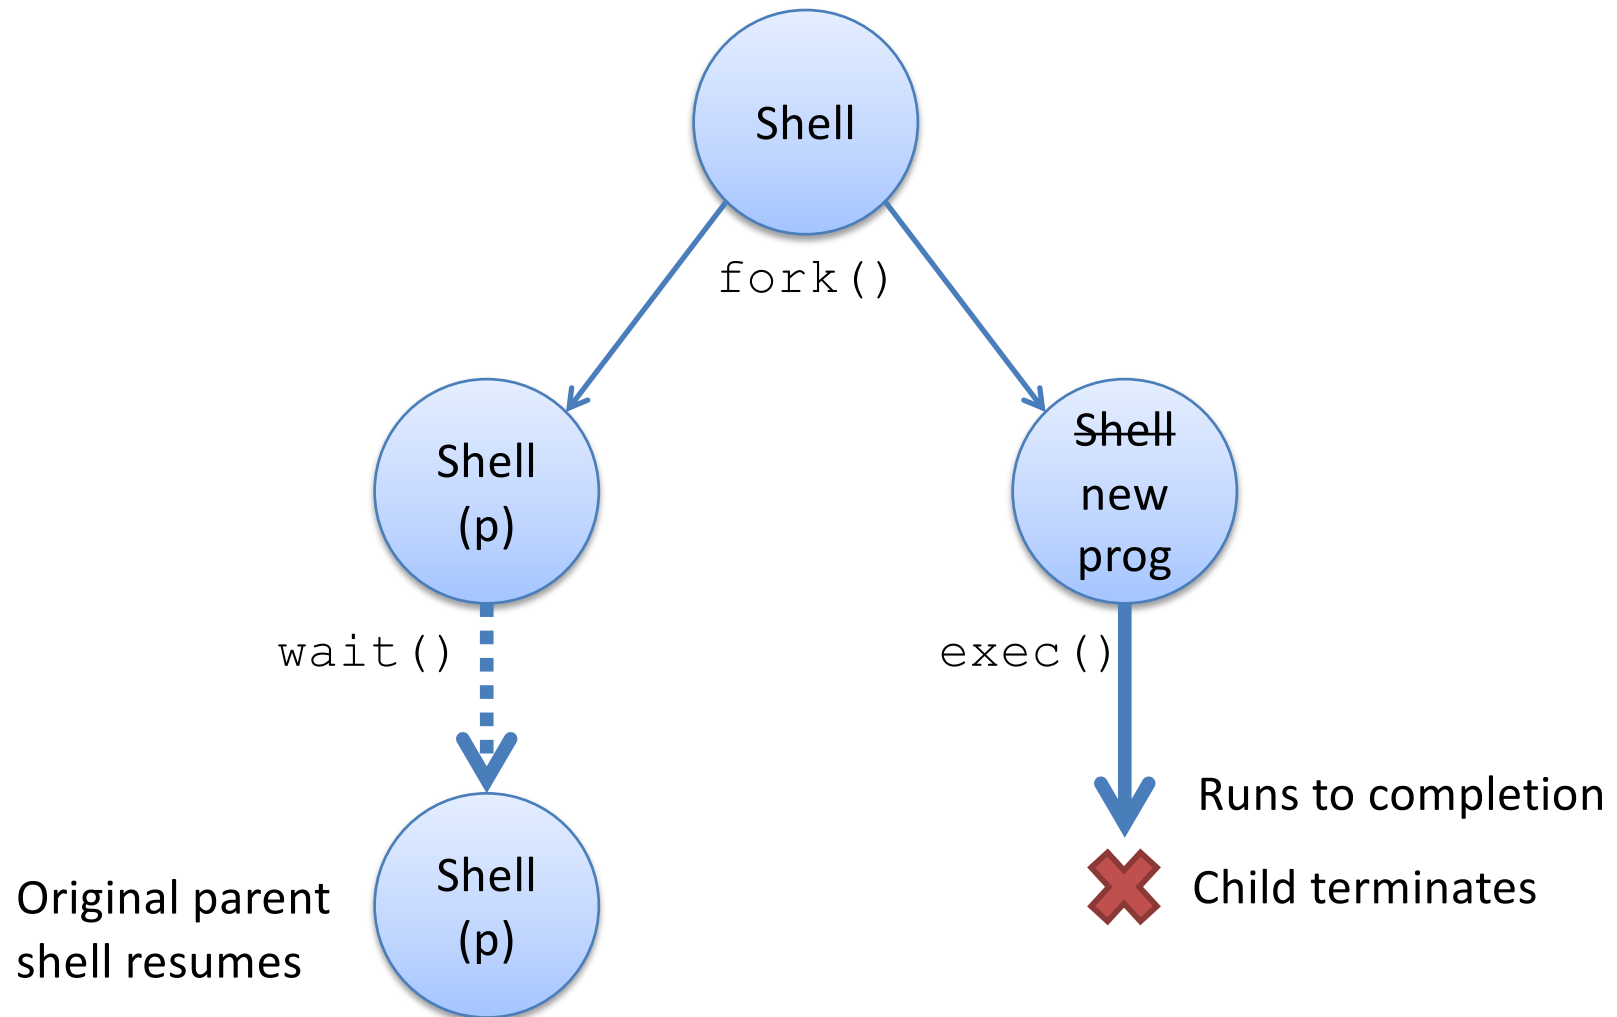 Shell
fork()
Shell
(p)
Shell
new
prog
wait()
exec()
Runs to completion
Child terminates
Shell
(p)
Original parent
shell resumes